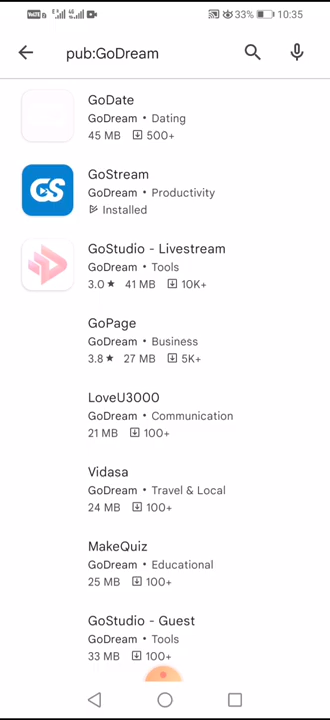 33% 10:35
pub:GoDream
GoDate
GoDream • Dating
45 MB 500+
GS
GoStream
GoDream • Productivity
Installed
GoStudio - Livestream
GoDream • Tools
3.0 ★ 41 MB 10K+
GoPage
GoDream • Business
3.8 ★ 27 MB 5K+
LoveU3000
GoDream • Communication
21 MB 100+
Vidasa
GoDream • Travel & Local
24 MB 100+
MakeQuiz
GoDream • Educational
25 MB 100+
GoStudio - Guest
GoDream • Tools
33 MB 100+